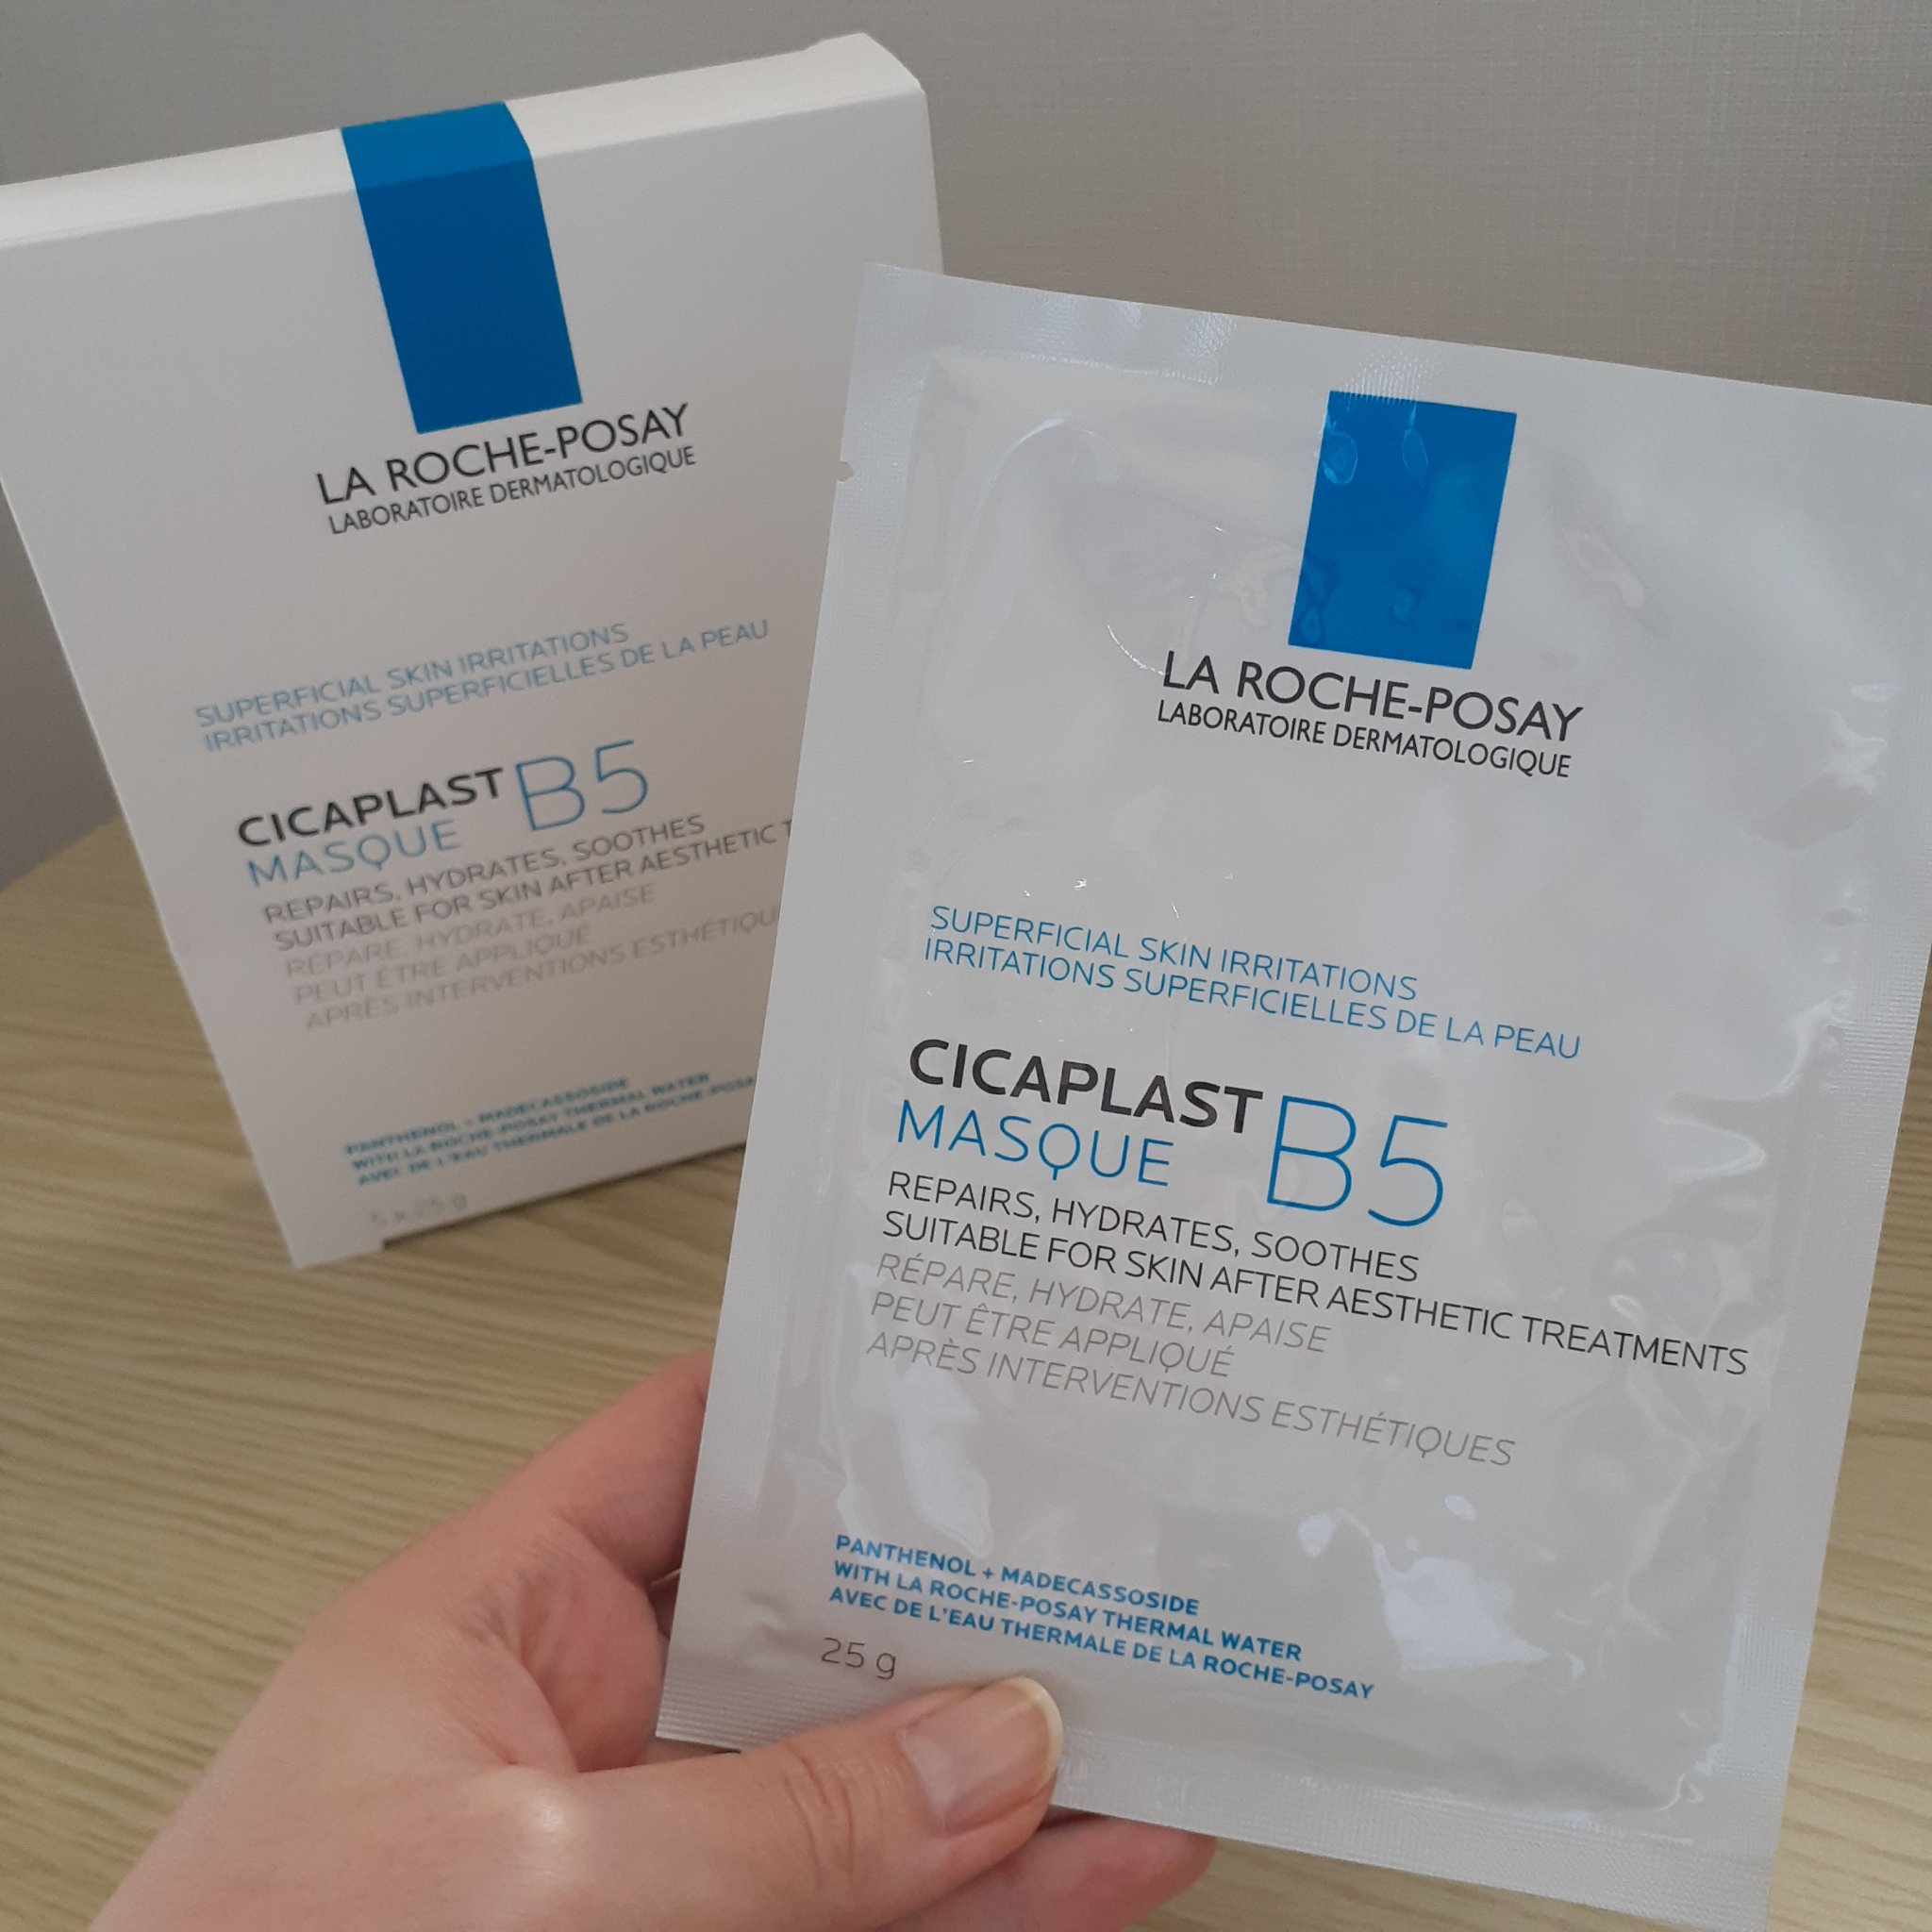 LA ROCHE-POSAY
LABORATOIRE DERMATOLOGIQUE
SUPERFICIAL SKIN IRRITATIONS
IRRITATIONS SUPERFICIELLES DE LA PEAU
CICAPLAST B5
MASQUE
REPAIRS, HYDRATES, SOOTHES
SUITABLE FOR SKIN AFTER AESTHETIC T
RÉPARE, HYDRATE, APAISE
PEUT ÊTRE APPLIQUÉ
APRÈS INTERVENTIONS ESTHÉTIQU
PANTHENOL + MADECASSOSIDE
WITH LA ROCHE-POSAY THERMAL WATER
AVEC DE L'EAU THERMALE DE LA ROCHE-POSA
5 x 25 g
LA ROCHE-POSAY
LABORATOIRE DERMATOLOGIQUE
SUPERFICIAL SKIN IRRITATIONS
IRRITATIONS SUPERFICIELLES DE LA PEAU
CICAPLAST B5
MASQUE
REPAIRS, HYDRATES, SOOTHES
SUITABLE FOR SKIN AFTER AESTHETIC TREATMENTS
RÉPARE, HYDRATE, APAISE
PEUT ÊTRE APPLIQUÉ
APRÈS INTERVENTIONS ESTHÉTIQUES
PANTHENOL + MADECASSOSIDE
WITH LA ROCHE-POSAY THERMAL WATER
AVEC DE L'EAU THERMALE DE LA ROCHE-POSAY
25 g